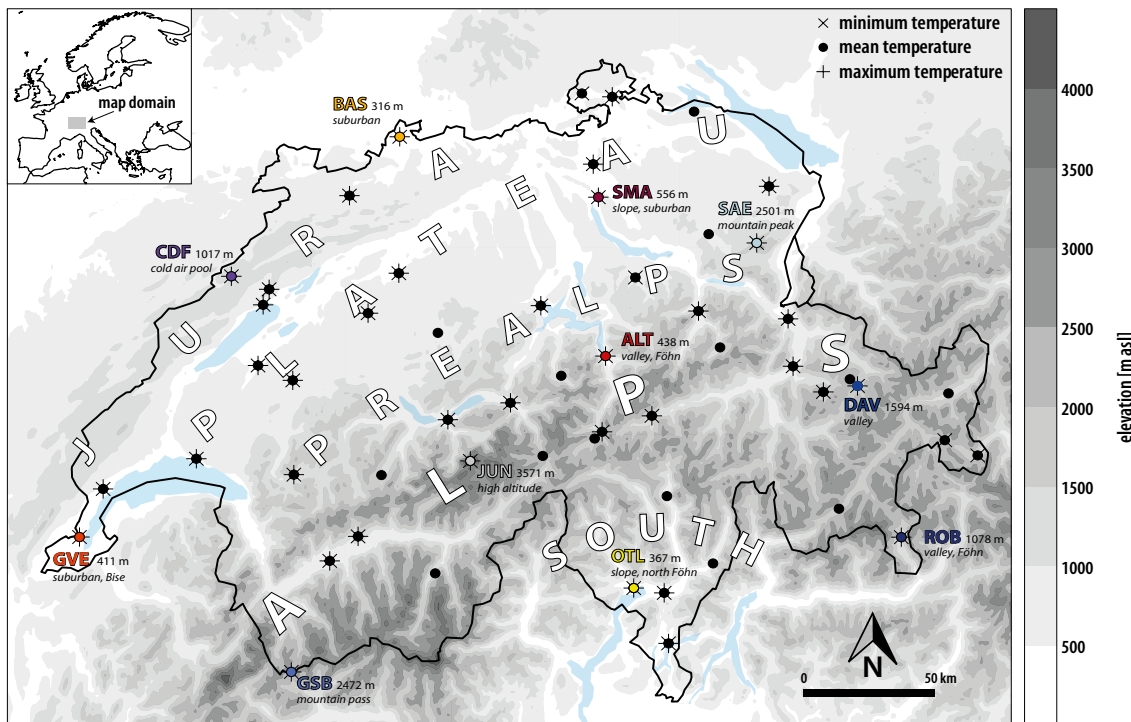 map domain
minimum temperature
mean temperature
maximum temperature
BAS 316 m
suburban
SMA 556 m
slope, suburban
SAE 2501 m
mountain peak
CDF 1017 m
cold air pool
ALT 438 m
valley, Föhn
DAV 1594 m
valley
JUN 3571 m
high altitude
GVE 411 m
suburban, Bise
OTL 367 m
slope, north Föhn
ROB 1078 m
valley, Föhn
GSB 2472 m
mountain pass
JURA
PLATEAU
PREALPS
ALPS
SOUTH
N
0 50 km
4000
3500
3000
2500
2000
1500
1000
500
elevation [m asl]